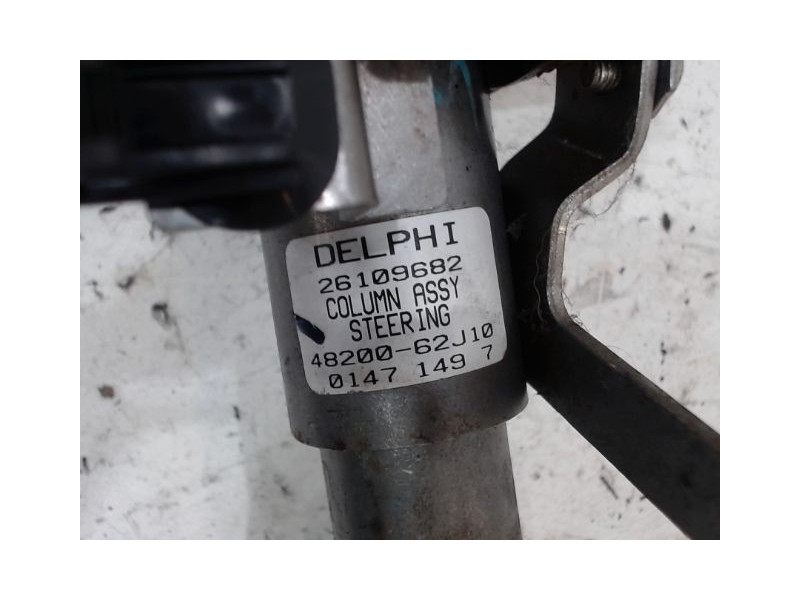 DELPHI
26109682
COLUMN ASSY
STEERING
48200-62J10
0147 149 7